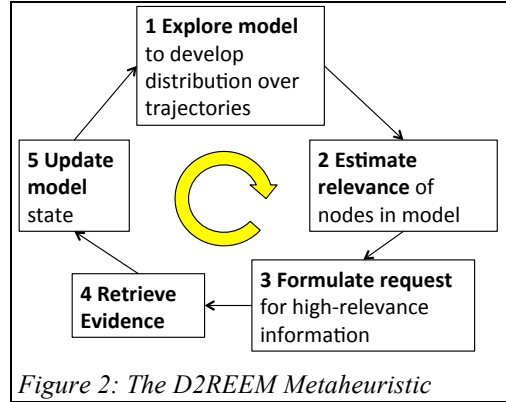 1 Explore model
to develop
distribution over
trajectories
2 Estimate
relevance of
nodes in model
3 Formulate request
for high-relevance
information
4 Retrieve
Evidence
5 Update
model
state
Figure 2: The D2REEM Metaheuristic